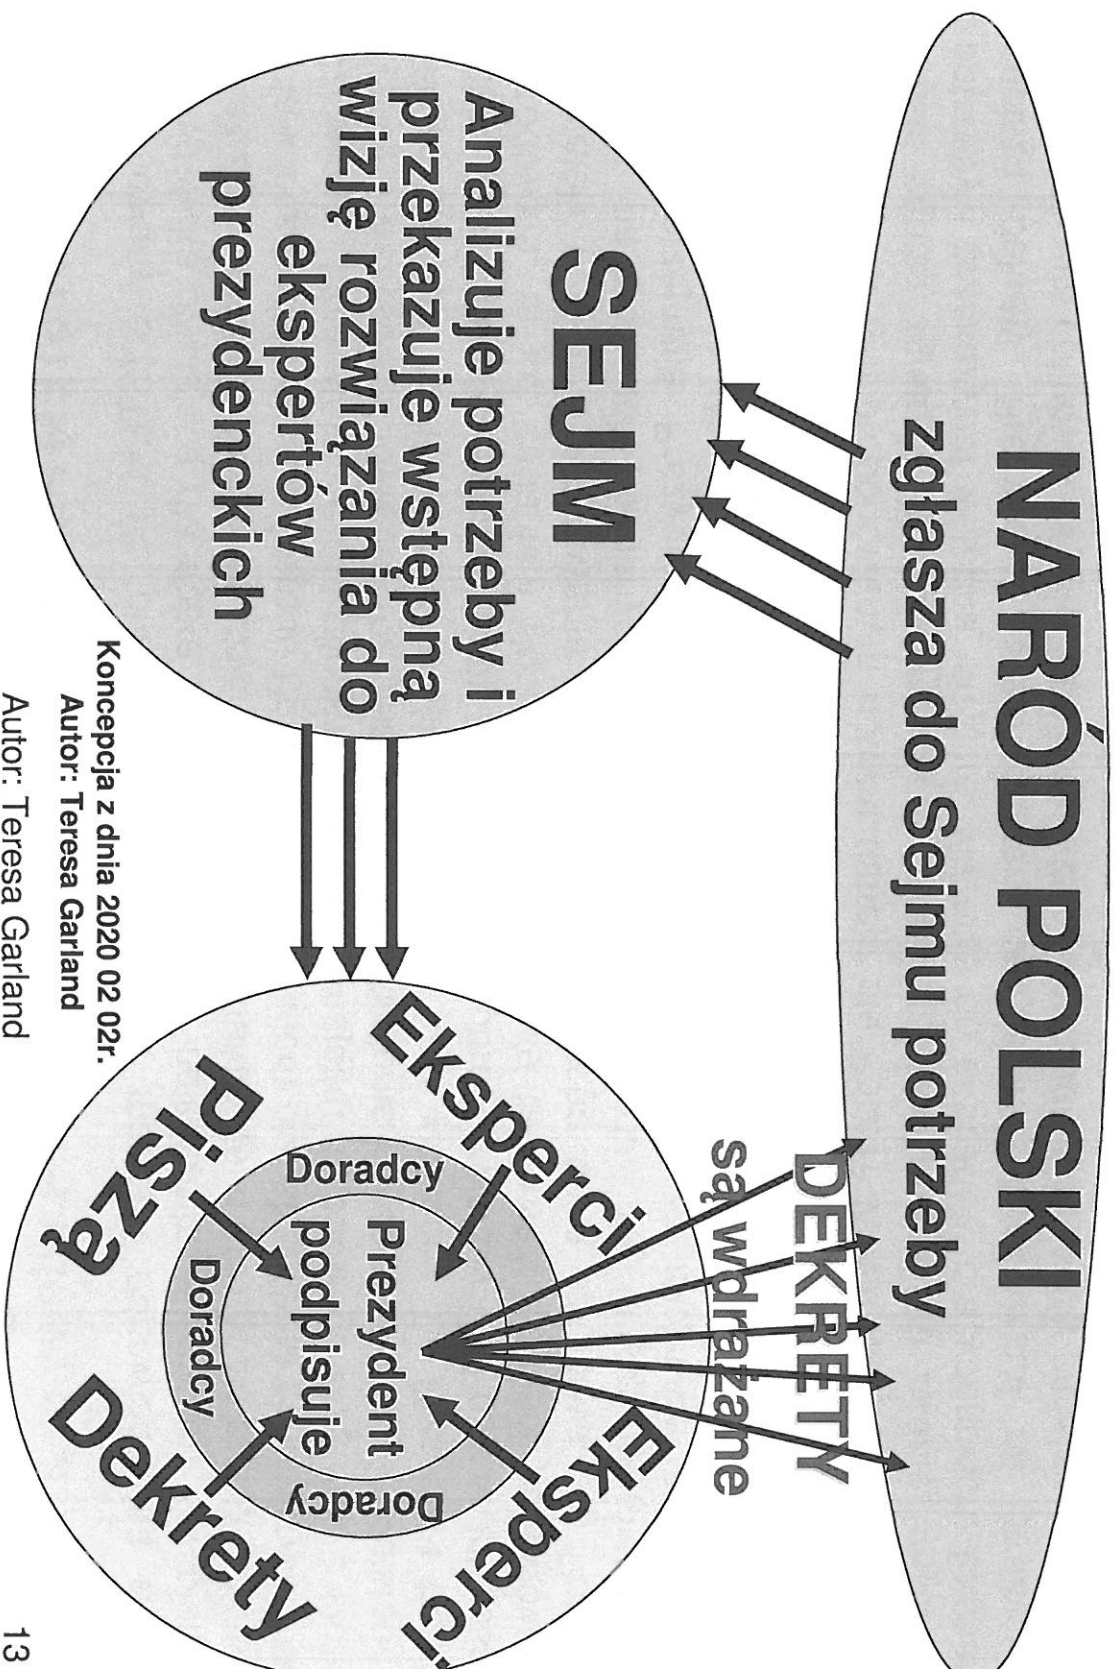 NARÓD POLSKI
zgłasza do Sejmu potrzeby
DEKRETY
są wdrażane
SEJM
Analizuje potrzeby i
przekazuje wstępną
wizję rozwiązania do
ekspertów
prezydenckich
Eksperci
Eksperci
piszą
Dekrety
Doradcy
Doradcy
Doradcy
Prezydent
podpisuje
Koncepcja z dnia 2020 02 02r.
Autor: Teresa Garland
Autor: Teresa Garland
13